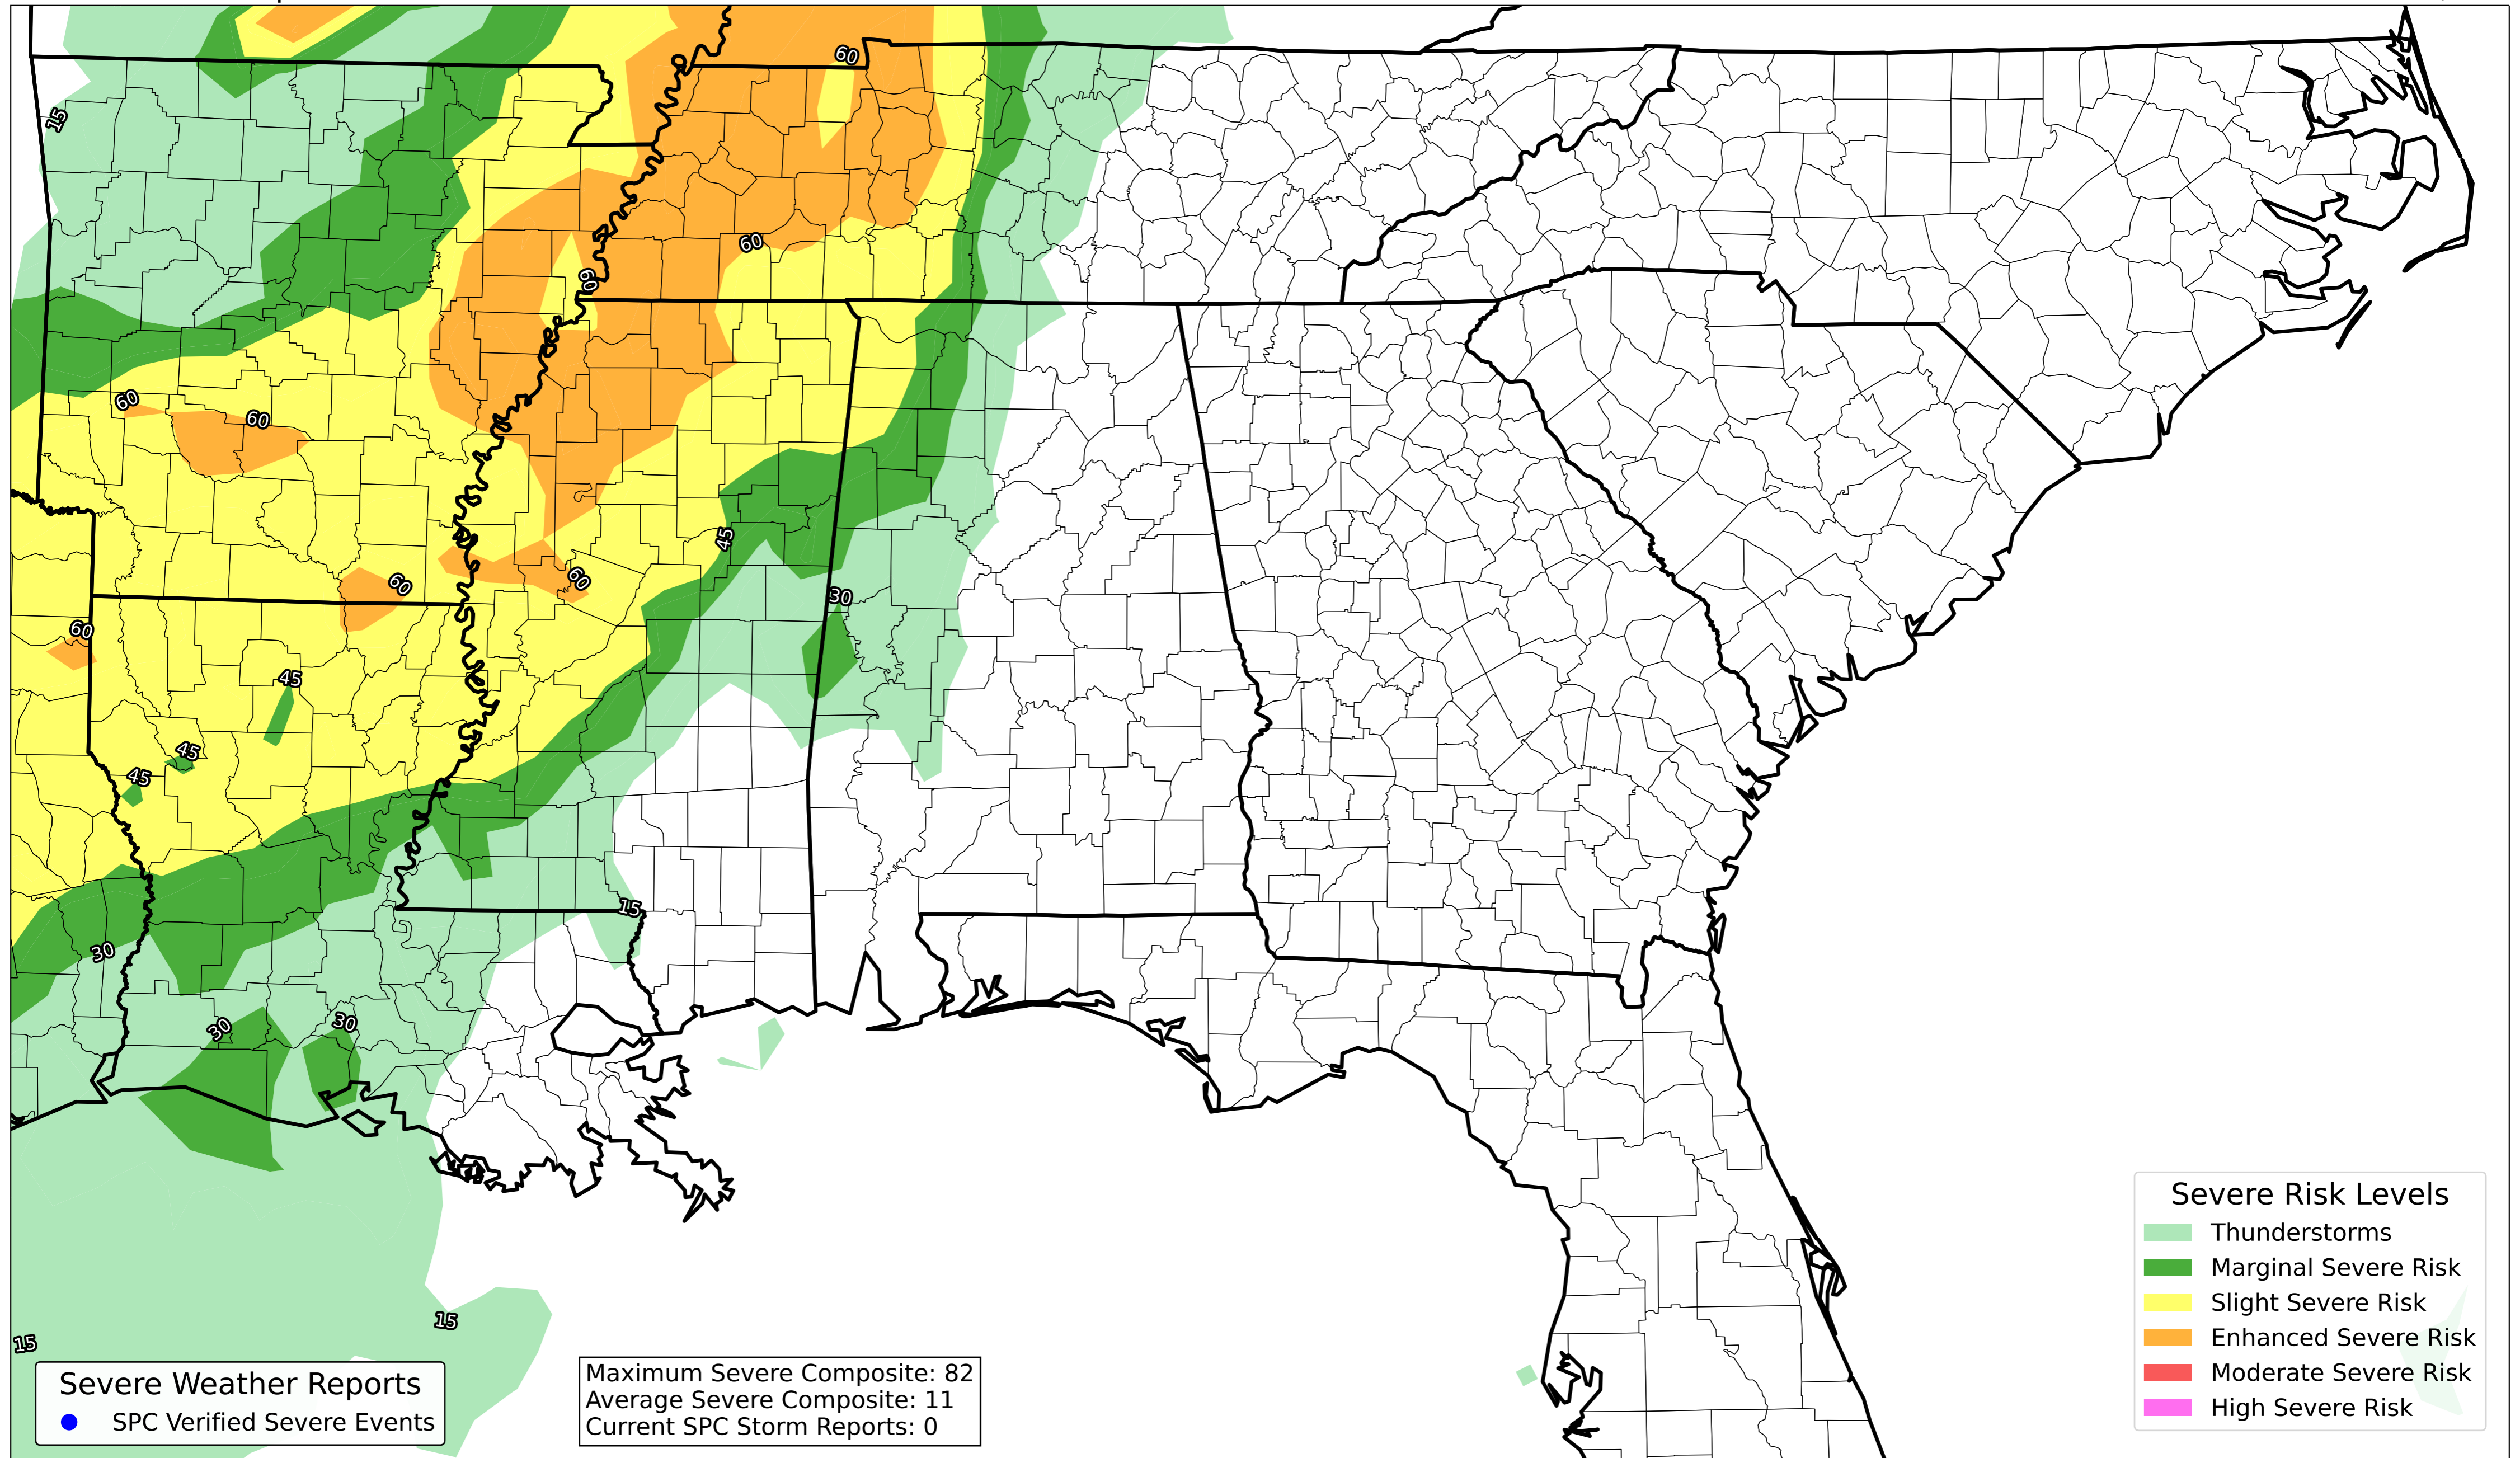 60
15
60
60
60
60
45
60
60
30
60
45
45
45
15
30
30
30
15
15
Severe Risk Levels
Thunderstorms
Marginal Severe Risk
Slight Severe Risk
Enhanced Severe Risk
Moderate Severe Risk
High Severe Risk
Severe Weather Reports
SPC Verified Severe Events
Maximum Severe Composite: 82
Average Severe Composite: 11
Current SPC Storm Reports: 0